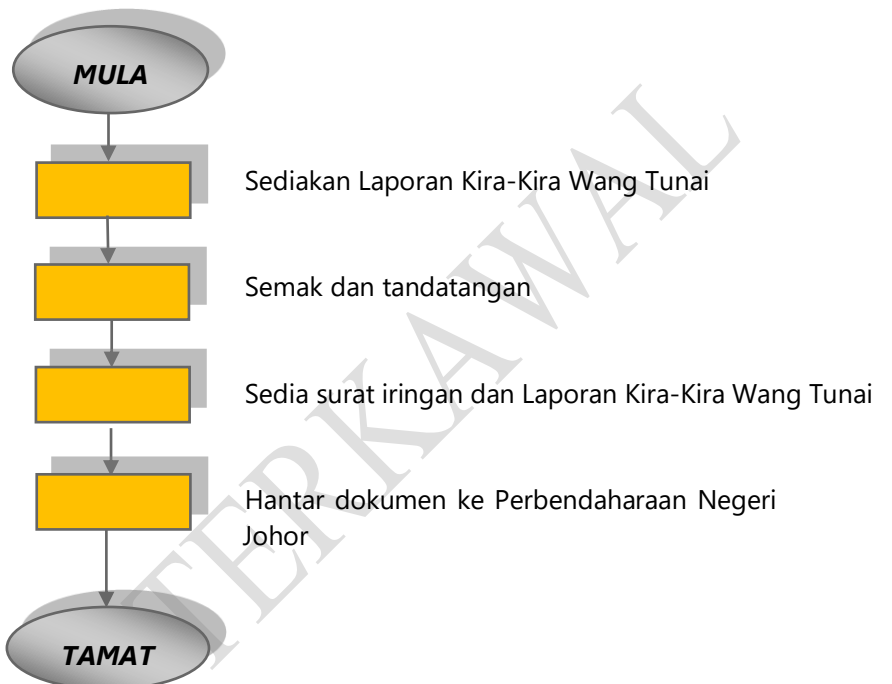 MULA
Sediakan Laporan Kira-Kira Wang Tunai
Semak dan tandatangan
Sedia surat iringan dan Laporan Kira-Kira Wang Tunai
Hantar dokumen ke Perbendaharaan Negeri
Johor
TERKAWAL
TAMAT